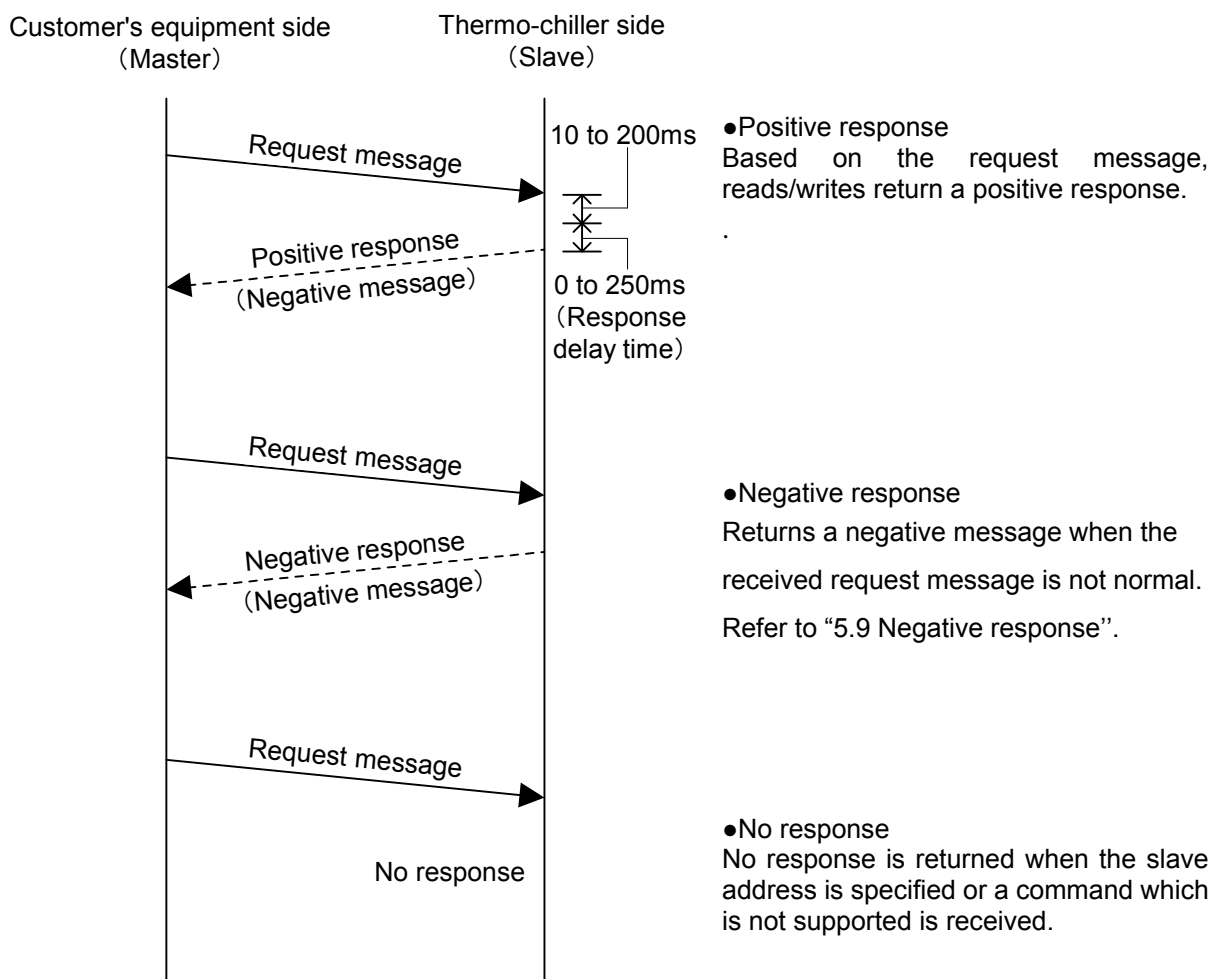 Customer's equipment side
（Master）
Thermo-chiller side
（Slave）
Request message
10 to 200ms
●Positive response
Based on the request message,
reads/writes return a positive response.
.
Positive response
（Negative message）
0 to 250ms
（Response
delay time）
Request message
●Negative response
Returns a negative message when the
received request message is not normal.
Refer to “5.9 Negative response’’.
Negative response
（Negative message）
Request message
No response
●No response
No response is returned when the slave
address is specified or a command which
is not supported is received.